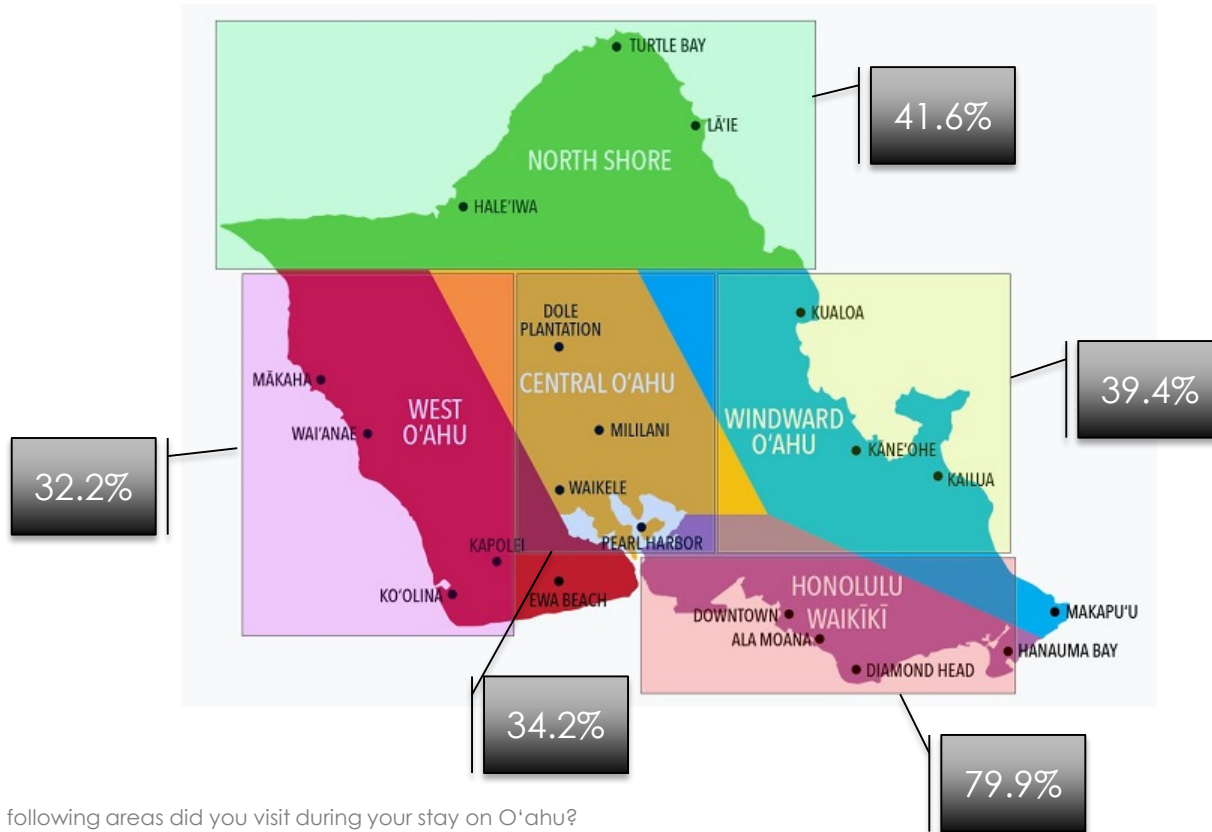 TURTLE BAY
41.6%
LĀ'IE
NORTH SHORE
HALE'IWA
DOLE
PLANTATION
KUALOA
MĀKAHA
CENTRAL O'AHU
39.4%
WEST
O'AHU
WINDWARD
O'AHU
WAI'ANAE
MILILANI
KĀNE'OHE
KAILUA
32.2%
WAIKELE
PEARL HARBOR
KAPOLEI
KO'OLINA
EWA BEACH
HONOLULU
WAIKĪKĪ
DOWNTOWN
ALA MOANA
MAKAPU'U
HANAUMA BAY
DIAMOND HEAD
34.2%
79.9%
following areas did you visit during your stay on O‘ahu?